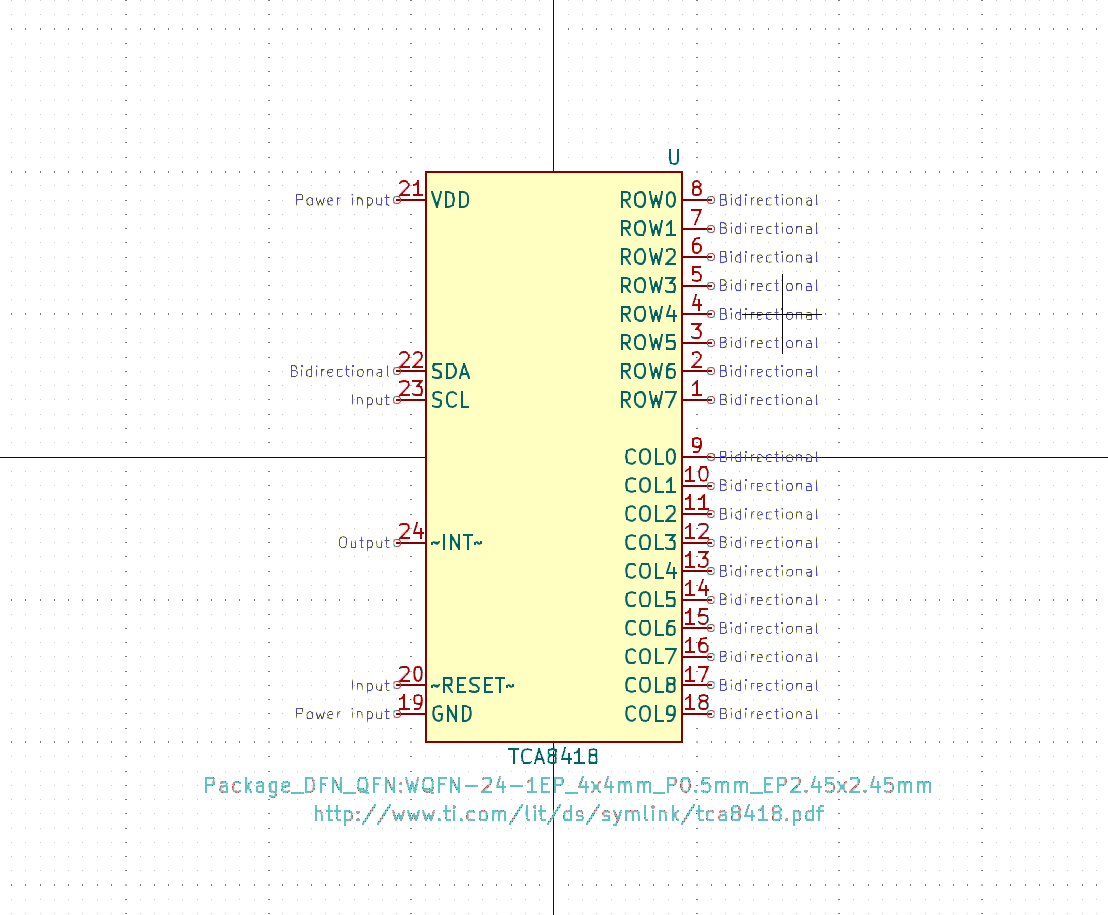 U
Power input 21 VDD ROW0 8 Bidirectional
ROW1 7 Bidirectional
ROW2 6 Bidirectional
ROW3 5 Bidirectional
ROW4 4 Bidirectional
ROW5 3 Bidirectional
Bidirectional 22 SDA ROW6 2 Bidirectional
Input 23 SCL ROW7 1 Bidirectional
COL0 9 Bidirectional
COL1 10 Bidirectional
COL2 11 Bidirectional
Output 24 ~INT~ COL3 12 Bidirectional
COL4 13 Bidirectional
COL5 14 Bidirectional
COL6 15 Bidirectional
COL7 16 Bidirectional
Input 20 ~RESET~ COL8 17 Bidirectional
Power input 19 GND COL9 18 Bidirectional
TCA8418
Package_DFN_QFN:WQFN-24-1EP_4x4mm_P0.5mm_EP2.45x2.45mm
http://www.ti.com/lit/ds/symlink/tca8418.pdf